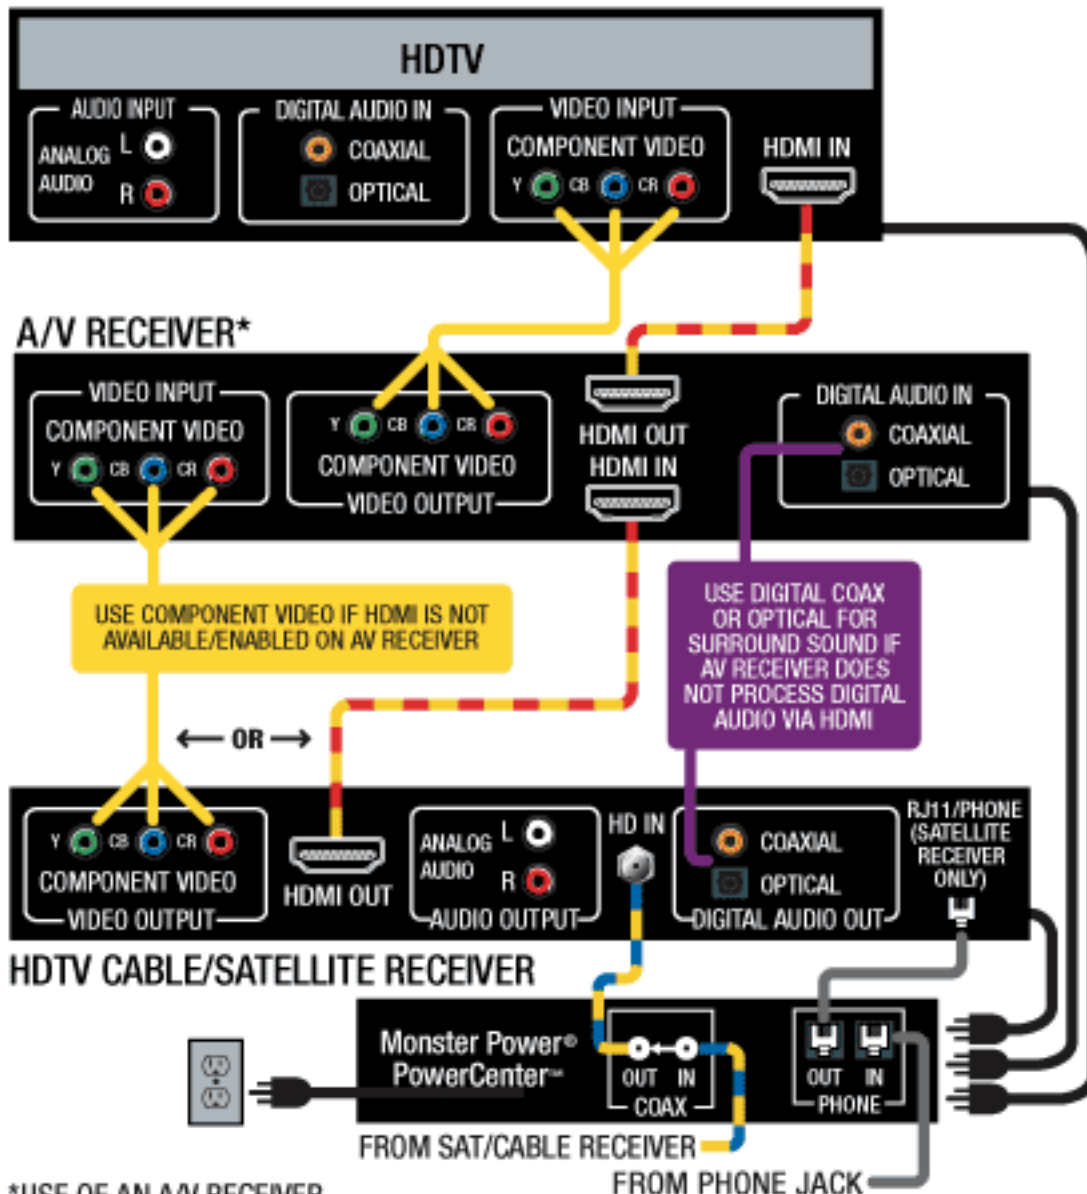 HDTV
AUDIO INPUT
ANALOG
AUDIO
L
R
DIGITAL AUDIO IN
COAXIAL
OPTICAL
VIDEO INPUT
COMPONENT VIDEO
Y CB CR
HDMI IN
A/V RECEIVER*
VIDEO INPUT
COMPONENT VIDEO
Y CB CR
Y CB CR
COMPONENT VIDEO
VIDEO OUTPUT
HDMI OUT
HDMI IN
DIGITAL AUDIO IN
COAXIAL
OPTICAL
USE COMPONENT VIDEO IF HDMI IS NOT
AVAILABLE/ENABLED ON AV RECEIVER
USE DIGITAL COAX
OR OPTICAL FOR
SURROUND SOUND IF
AV RECEIVER DOES
NOT PROCESS DIGITAL
AUDIO VIA HDMI
OR
Y CB CR
COMPONENT VIDEO
VIDEO OUTPUT
HDMI OUT
ANALOG
AUDIO
L
R
AUDIO OUTPUT
HD IN
COAXIAL
OPTICAL
DIGITAL AUDIO OUT
RJ11/PHONE
(SATELLITE
RECEIVER
ONLY)
HDTV CABLE/SATELLITE RECEIVER
Monster Power®
PowerCenter™
OUT IN
COAX
OUT IN
PHONE
FROM SAT/CABLE RECEIVER
FROM PHONE JACK
*USE OF AN A/V RECEIVER